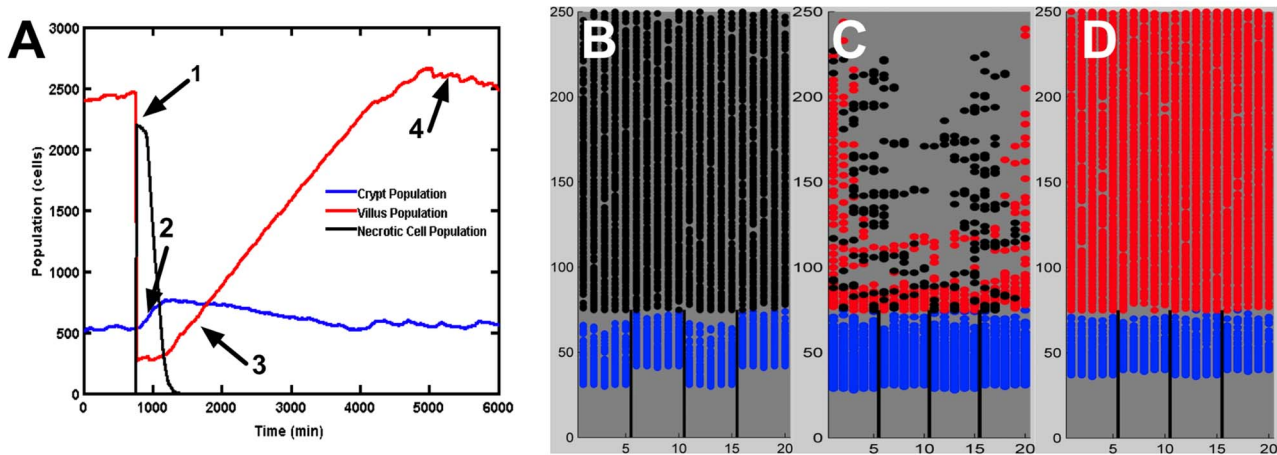 A
Population (cells)
3000
2500
2000
1500
1000
500
0
0 1000 2000 3000 4000 5000 6000
Time (min)
1
2
3
4
Crypt Population
Villus Population
Necrotic Cell Population
B
250
200
150
100
50
0
5 10 15 20
C
250
200
150
100
50
0
5 10 15 20
D
250
200
150
100
50
0
5 10 15 20